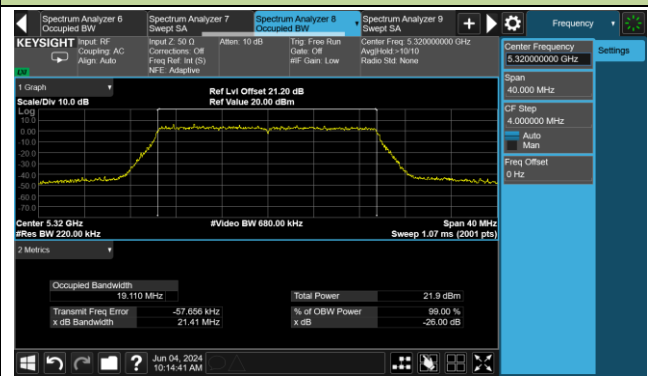 Spectrum Analyzer 6
Occupied BW
Spectrum Analyzer 7
Swept SA
Spectrum Analyzer 8
Occupied BW
Spectrum Analyzer 9
Swept SA
Frequency
KEYSIGHT
Input: RF
Coupling: AC
Align: Auto
Input Z: 50 Ω
Corrections: Off
Freq Ref: Int (S)
NFE: Adaptive
Atten: 10 dB
Trig: Free Run
Gate: Off
#IF Gain: Low
Center Freq: 5.320000000 GHz
Avg|Hold:>10/10
Radio Std: None
Center Frequency
5.320000000 GHz
Settings
Span
40.000 MHz
CF Step
4.000000 MHz
Auto
Man
Freq Offset
0 Hz
1 Graph
Scale/Div 10.0 dB
Ref Lvl Offset 21.20 dB
Ref Value 20.00 dBm
Log
10.0
0.00
-10.0
-20.0
-30.0
-40.0
-50.0
-60.0
-70.0
Center 5.32 GHz
#Res BW 220.00 kHz
#Video BW 680.00 kHz
Span 40 MHz
Sweep 1.07 ms (2001 pts)
2 Metrics
Occupied Bandwidth
19.110 MHz
Total Power 21.9 dBm
Transmit Freq Error -57.656 kHz
% of OBW Power 99.00 %
x dB Bandwidth 21.41 MHz
x dB -26.00 dB
?
Jun 04, 2024
10:14:41 AM